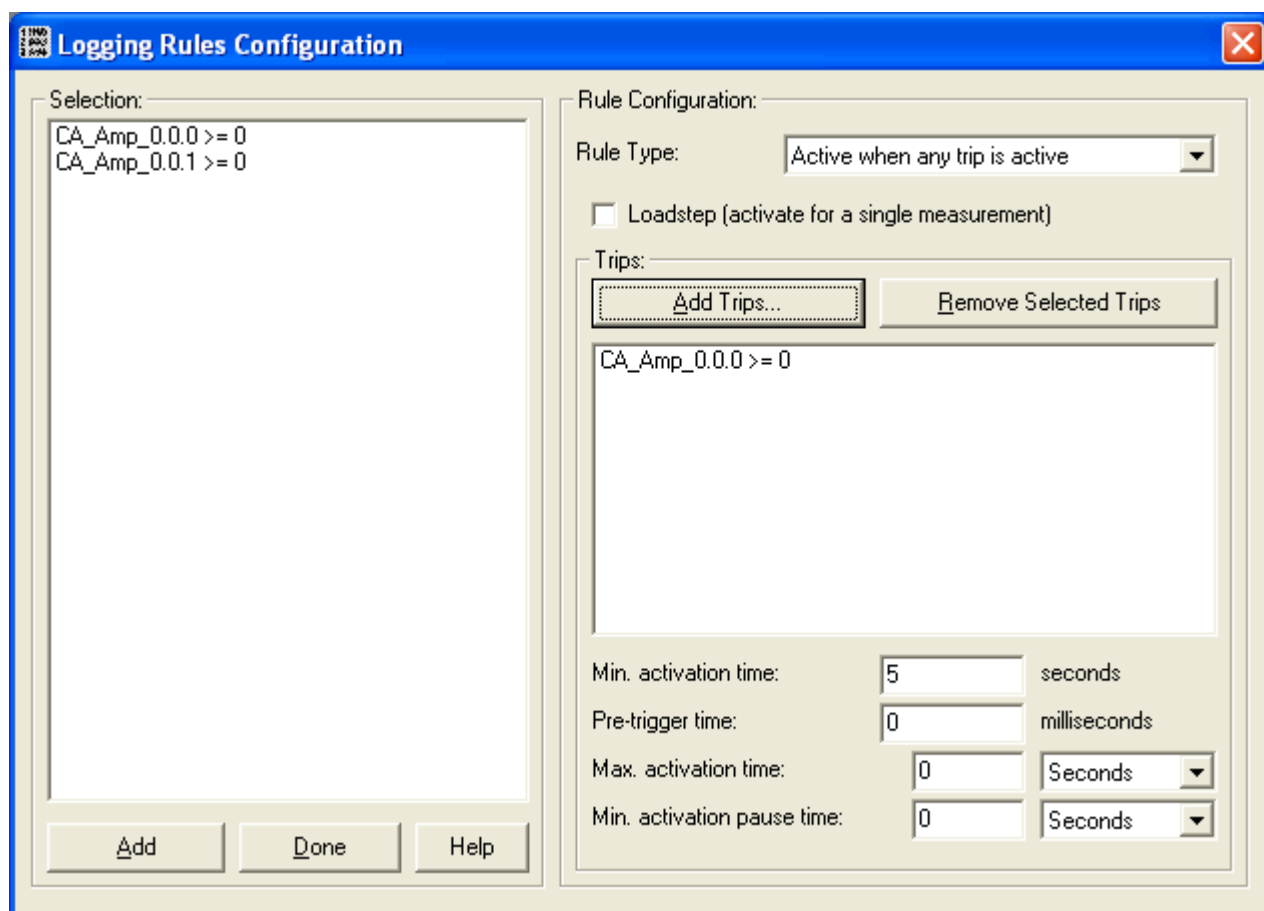 Logging Rules Configuration
Selection:
CA_Amp_0.0.0 >= 0
CA_Amp_0.0.1 >= 0
Add
Done
Help
Rule Configuration:
Rule Type:
Active when any trip is active
Loadstep (activate for a single measurement)
Trips:
Add Trips...
Remove Selected Trips
CA_Amp_0.0.0 >= 0
Min. activation time:
5
seconds
Pre-trigger time:
0
milliseconds
Max. activation time:
0
Seconds
Min. activation pause time:
0
Seconds